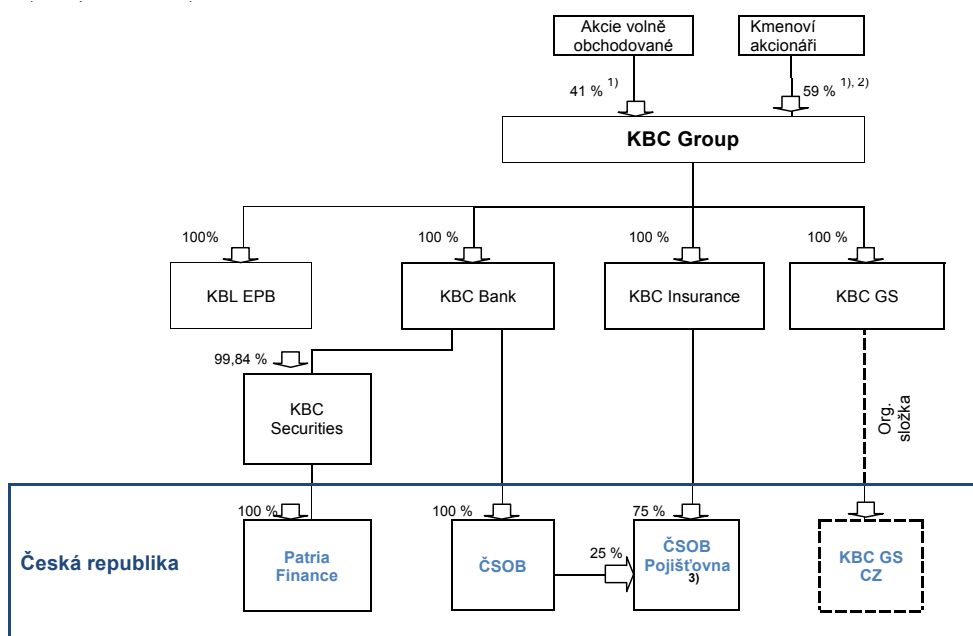 Akcie volně
obchodované
Kmenoví
akcionáři
41 % 1)
59 % 1), 2)
KBC Group
100%
100 %
100 %
100 %
KBL EPB
KBC Bank
KBC Insurance
KBC GS
99,84 %
KBC
Securities
Org.
složka
100 %
100 %
75 %
Česká republika
Patria
Finance
ČSOB
25 %
ČSOB
Pojišťovna
3)
KBC GS
CZ